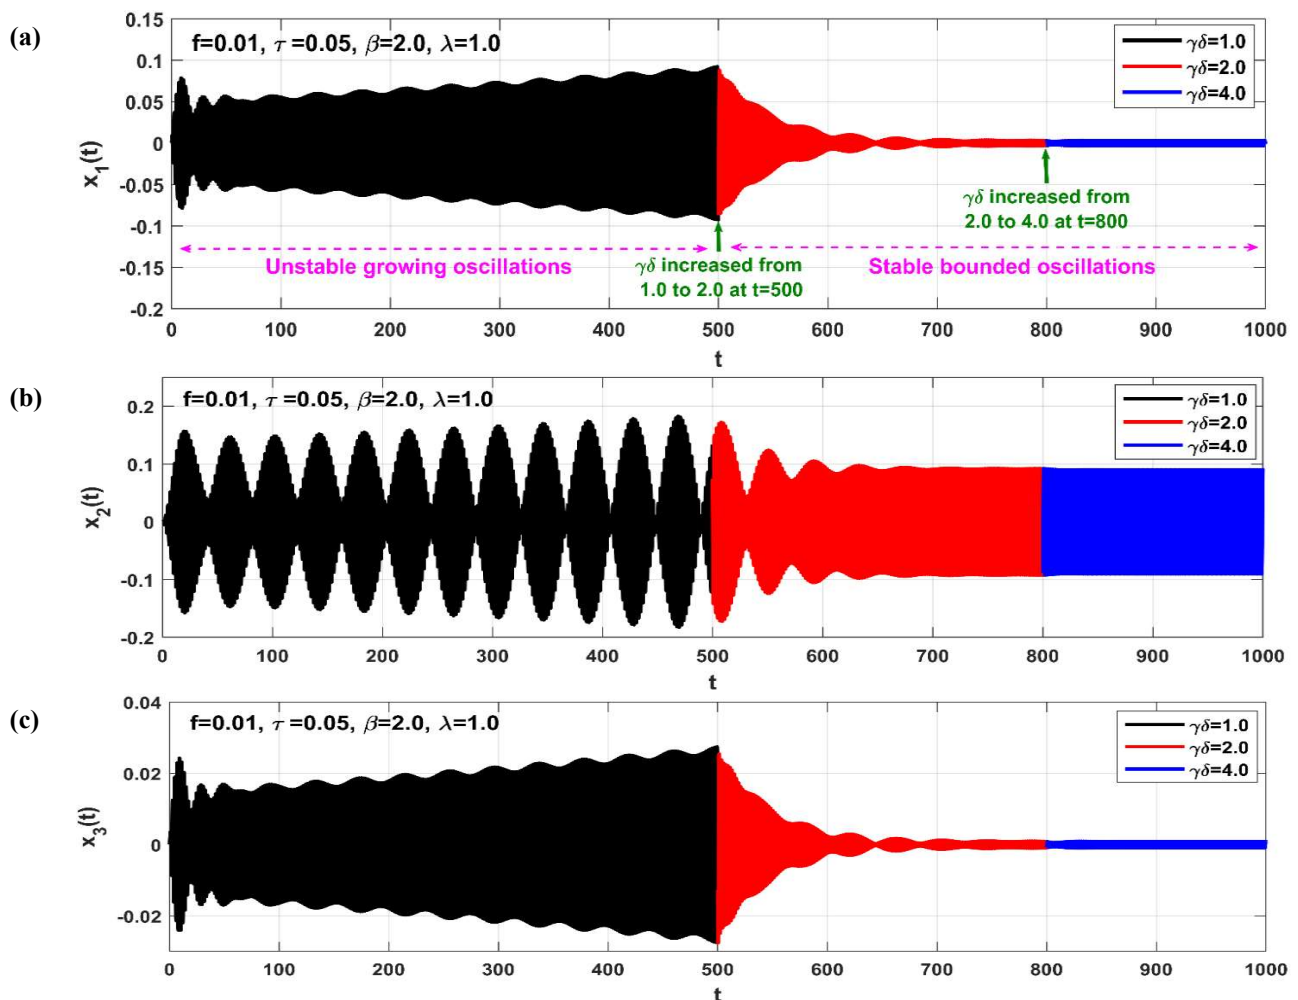 (a)
0.15
0.1
0.05
0
-0.05
-0.1
-0.15
-0.2
x₁(t)
f=0.01, τ =0.05, β=2.0, λ=1.0
γδ=1.0
γδ=2.0
γδ=4.0
Unstable growing oscillations
γδ increased from
1.0 to 2.0 at t=500
γδ increased from
2.0 to 4.0 at t=800
Stable bounded oscillations
0 100 200 300 400 500 600 700 800 900 1000
t
(b)
0.2
0.1
0
-0.1
-0.2
x₂(t)
f=0.01, τ =0.05, β=2.0, λ=1.0
γδ=1.0
γδ=2.0
γδ=4.0
0 100 200 300 400 500 600 700 800 900 1000
t
(c)
0.04
0.02
0
-0.02
x₃(t)
f=0.01, τ =0.05, β=2.0, λ=1.0
γδ=1.0
γδ=2.0
γδ=4.0
0 100 200 300 400 500 600 700 800 900 1000
t